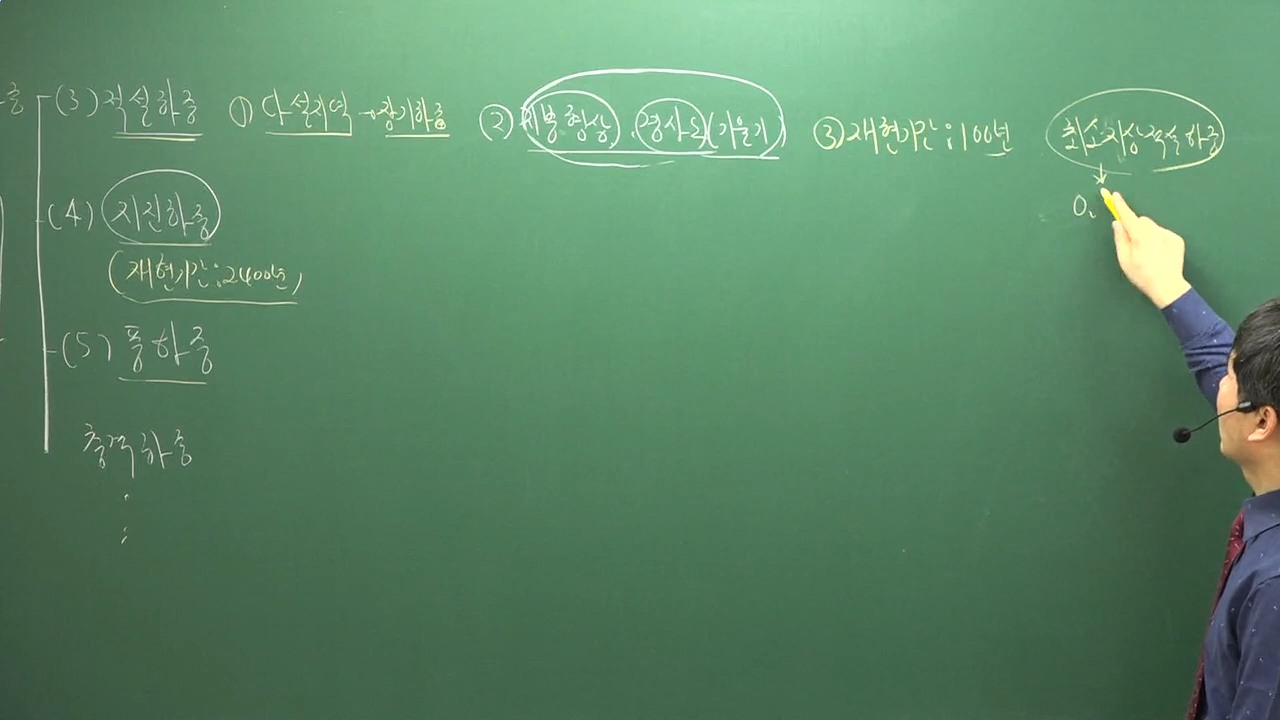 중
(3) 적설하중 ① 다설지역 → 장기하중 ② 지붕형상, 경사도(기울기) ③ 재현기간 : 100년 최소지상적설하중
(4) 지진하중 0.
(재현기간 : 2400년)
(5) 풍하중
충격하중